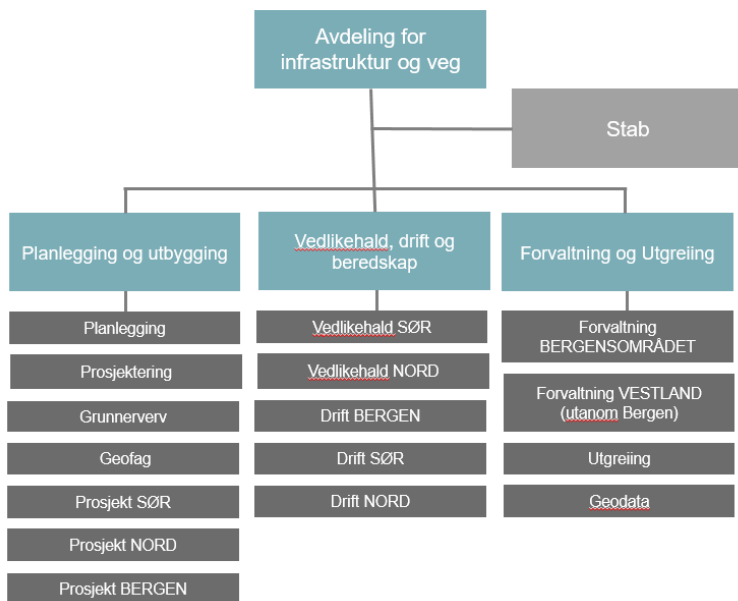 Avdeling for
infrastruktur og veg
Stab
Planlegging og utbygging
Vedlikehald, drift og
beredskap
Forvaltning og Utgreiing
Planlegging
Prosjektering
Grunnerverv
Geofag
Prosjekt SØR
Prosjekt NORD
Prosjekt BERGEN
Vedlikehald SØR
Vedlikehald NORD
Drift BERGEN
Drift SØR
Drift NORD
Forvaltning
BERGENSOMRÅDET
Forvaltning VESTLAND
(utanom Bergen)
Utgreiing
Geodata